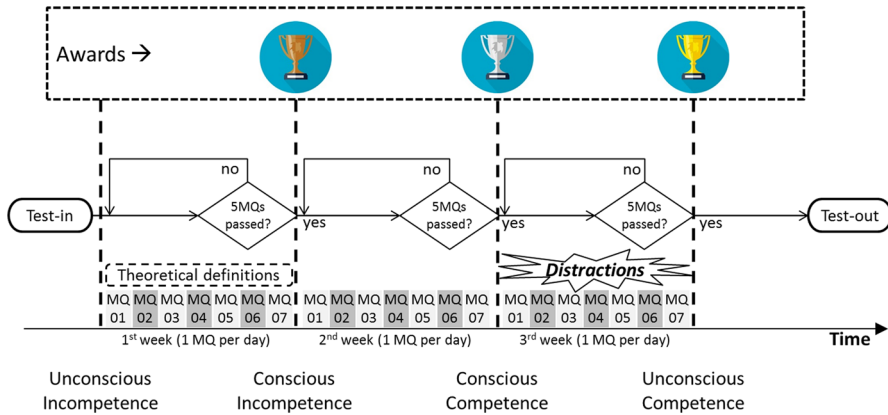 Awards →
no
no
no
Test-in
5MQs
passed?
yes
5MQs
passed?
yes
5MQs
passed?
yes
Test-out
Theoretical definitions
Distractions
MQ MQ MQ MQ MQ MQ MQ MQ MQ MQ MQ MQ MQ MQ MQ MQ MQ MQ MQ MQ MQ
01 02 03 04 05 06 07 01 02 03 04 05 06 07 01 02 03 04 05 06 07
1st week (1 MQ per day) 2nd week (1 MQ per day) 3rd week (1 MQ per day) Time
Unconscious Conscious Conscious Unconscious
Incompetence Incompetence Competence Competence